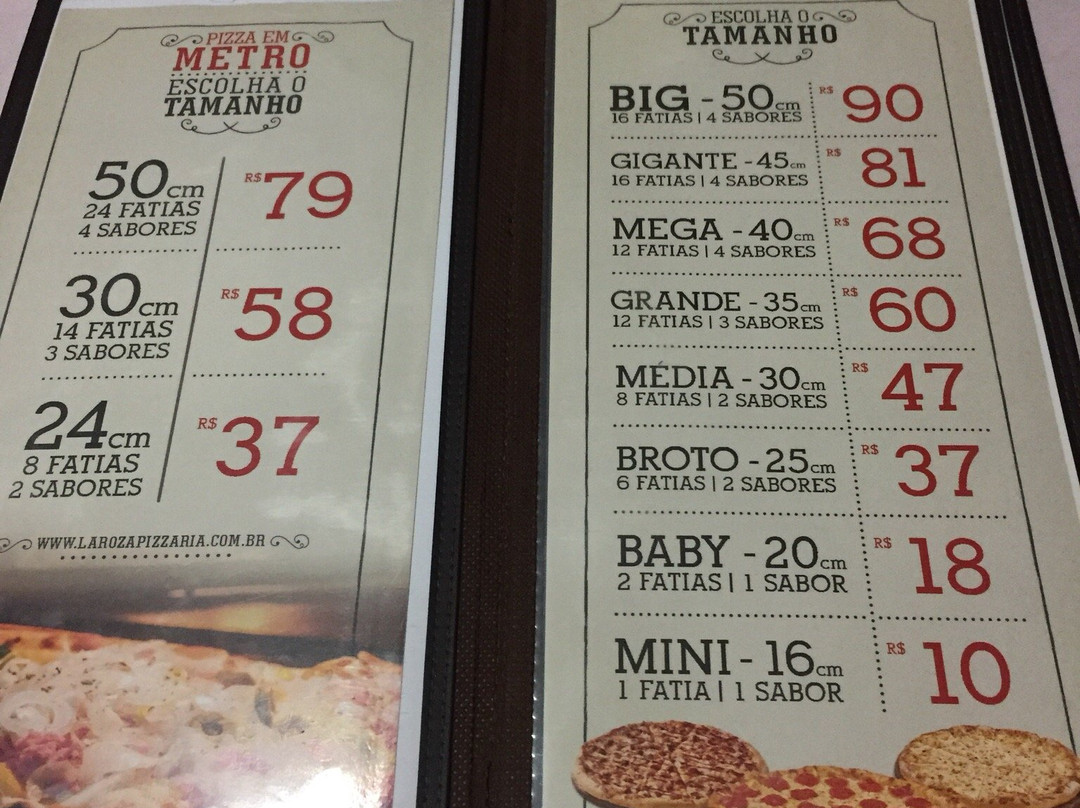 PIZZA EM
METRO
ESCOLHA O
TAMANHO
50cm
24 FATIAS
4 SABORES
R$79
30cm
14 FATIAS
3 SABORES
R$58
24cm
8 FATIAS
2 SABORES
R$37
WWW.LAROZAPIZZARIA.COM.BR
ESCOLHA O
TAMANHO
BIG - 50cm R$ 90
16 FATIAS | 4 SABORES
GIGANTE - 45cm R$ 81
16 FATIAS | 4 SABORES
MEGA - 40cm R$ 68
12 FATIAS | 4 SABORES
GRANDE - 35cm R$ 60
12 FATIAS | 3 SABORES
MÉDIA - 30cm R$ 47
8 FATIAS | 2 SABORES
BROTO - 25cm R$ 37
6 FATIAS | 2 SABORES
BABY - 20cm R$ 18
2 FATIAS | 1 SABOR
MINI - 16cm R$ 10
1 FATIA | 1 SABOR